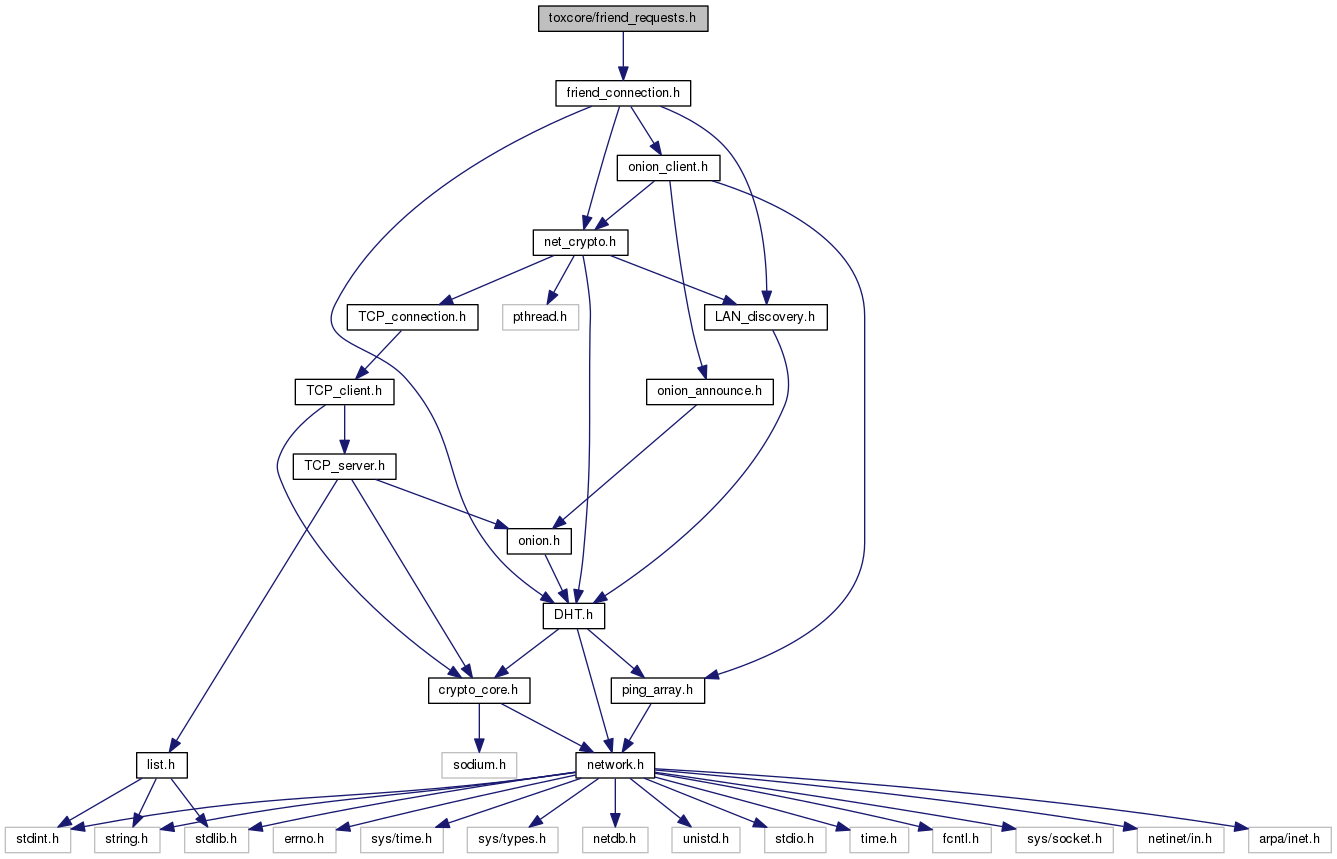 toxcore/friend_requests.h
friend_connection.h
onion_client.h
net_crypto.h
TCP_connection.h
pthread.h
LAN_discovery.h
TCP_client.h
onion_announce.h
TCP_server.h
onion.h
DHT.h
crypto_core.h
ping_array.h
list.h
sodium.h
network.h
stdint.h
string.h
stdlib.h
errno.h
sys/time.h
sys/types.h
netdb.h
unistd.h
stdio.h
time.h
fcntl.h
sys/socket.h
netinet/in.h
arpa/inet.h